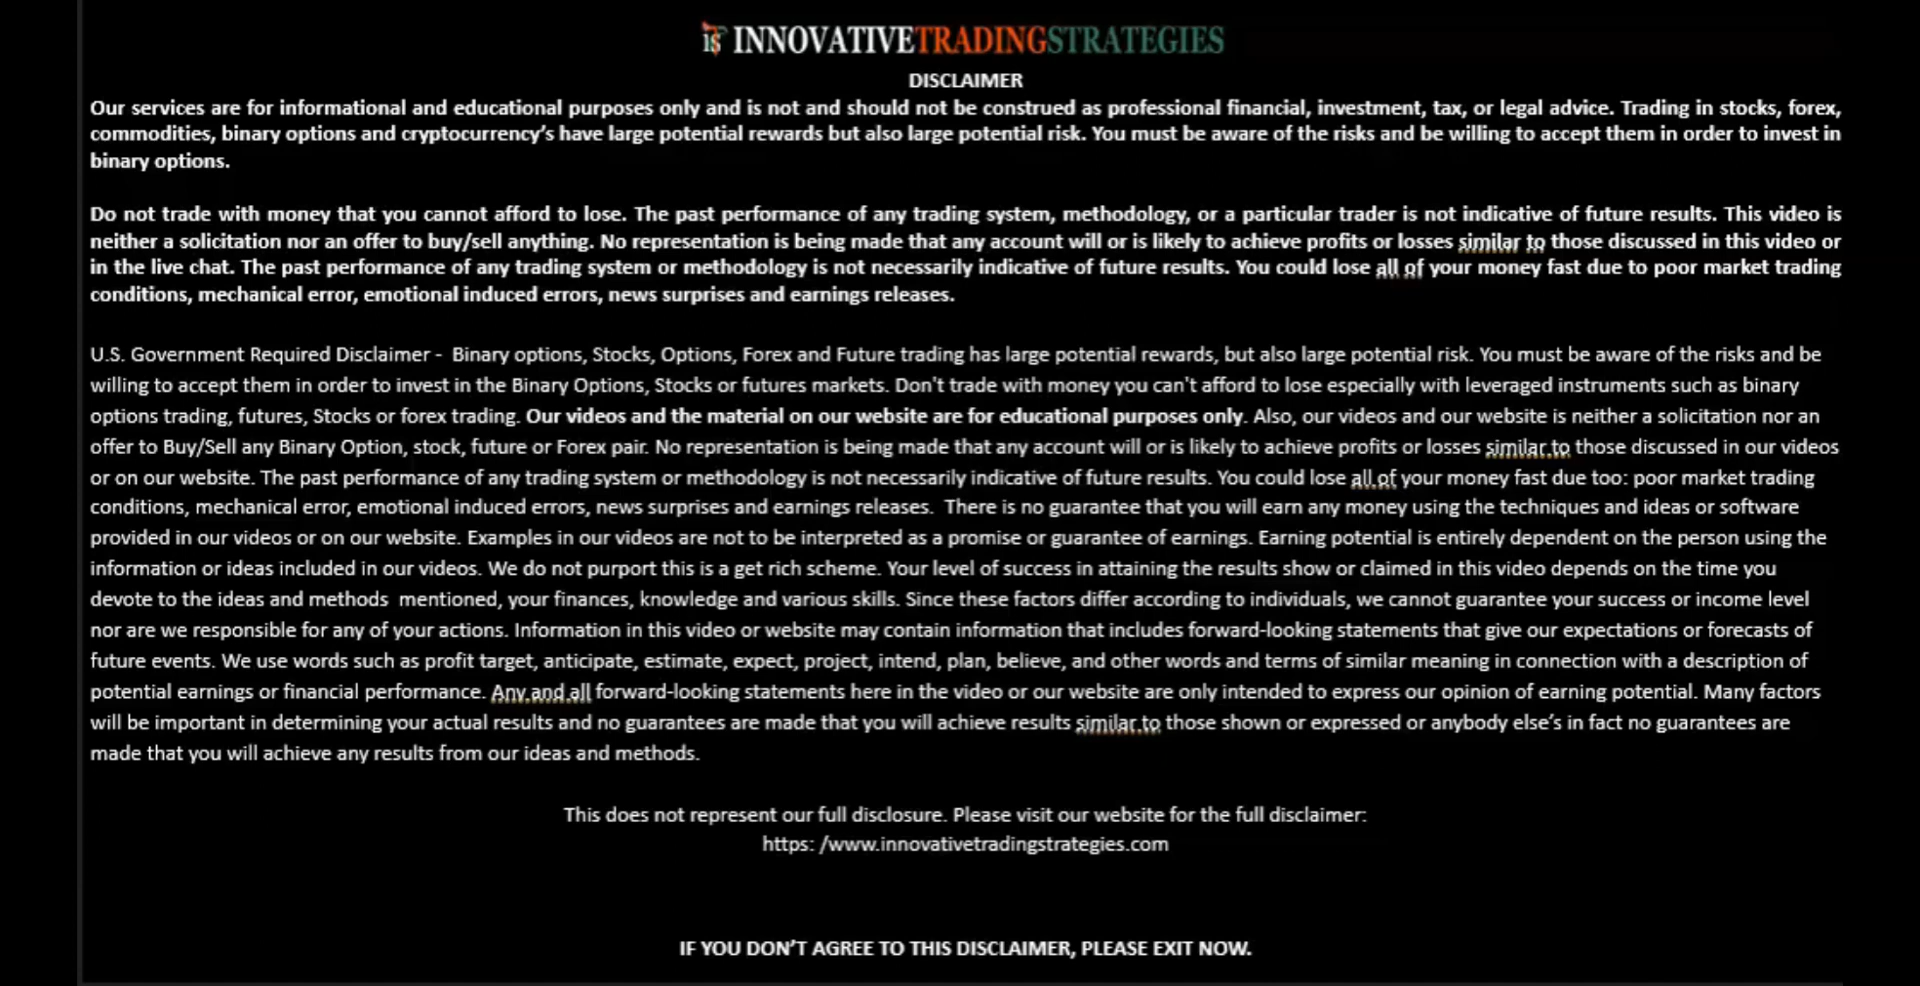 is INNOVATIVETRADINGSTRATEGIES
DISCLAIMER
Our services are for informational and educational purposes only and is not and should not be construed as professional financial, investment, tax, or legal advice. Trading in stocks, forex,
commodities, binary options and cryptocurrency’s have large potential rewards but also large potential risk. You must be aware of the risks and be willing to accept them in order to invest in
binary options.
Do not trade with money that you cannot afford to lose. The past performance of any trading system, methodology, or a particular trader is not indicative of future results. This video is
neither a solicitation nor an offer to buy/sell anything. No representation is being made that any account will or is likely to achieve profits or losses similar to those discussed in this video or
in the live chat. The past performance of any trading system or methodology is not necessarily indicative of future results. You could lose all of your money fast due to poor market trading
conditions, mechanical error, emotional induced errors, news surprises and earnings releases.
U.S. Government Required Disclaimer - Binary options, Stocks, Options, Forex and Future trading has large potential rewards, but also large potential risk. You must be aware of the risks and be
willing to accept them in order to invest in the Binary Options, Stocks or futures markets. Don't trade with money you can't afford to lose especially with leveraged instruments such as binary
options trading, futures, Stocks or forex trading. Our videos and the material on our website are for educational purposes only. Also, our videos and our website is neither a solicitation nor an
offer to Buy/Sell any Binary Option, stock, future or Forex pair. No representation is being made that any account will or is likely to achieve profits or losses similar to those discussed in our videos
or on our website. The past performance of any trading system or methodology is not necessarily indicative of future results. You could lose all of your money fast due too: poor market trading
conditions, mechanical error, emotional induced errors, news surprises and earnings releases. There is no guarantee that you will earn any money using the techniques and ideas or software
provided in our videos or on our website. Examples in our videos are not to be interpreted as a promise or guarantee of earnings. Earning potential is entirely dependent on the person using the
information or ideas included in our videos. We do not purport this is a get rich scheme. Your level of success in attaining the results show or claimed in this video depends on the time you
devote to the ideas and methods mentioned, your finances, knowledge and various skills. Since these factors differ according to individuals, we cannot guarantee your success or income level
nor are we responsible for any of your actions. Information in this video or website may contain information that includes forward-looking statements that give our expectations or forecasts of
future events. We use words such as profit target, anticipate, estimate, expect, project, intend, plan, believe, and other words and terms of similar meaning in connection with a description of
potential earnings or financial performance. Any and all forward-looking statements here in the video or our website are only intended to express our opinion of earning potential. Many factors
will be important in determining your actual results and no guarantees are made that you will achieve results similar to those shown or expressed or anybody else’s in fact no guarantees are
made that you will achieve any results from our ideas and methods.
This does not represent our full disclosure. Please visit our website for the full disclaimer:
https: /www.innovativetradingstrategies.com
IF YOU DON’T AGREE TO THIS DISCLAIMER, PLEASE EXIT NOW.